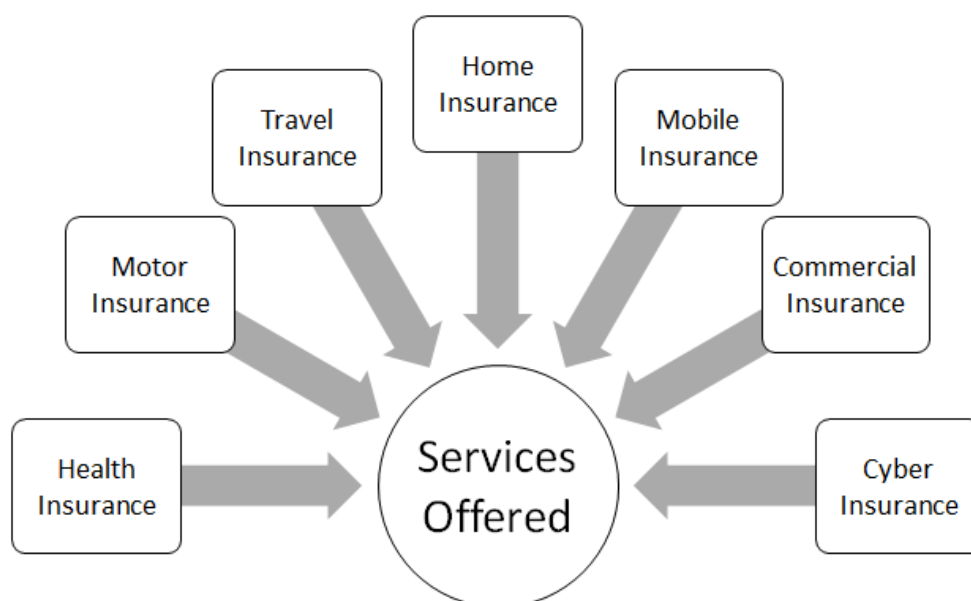 Home
Insurance
Travel
Insurance
Mobile
Insurance
Motor
Insurance
Commercial
Insurance
Health
Insurance
Services
Offered
Cyber
Insurance